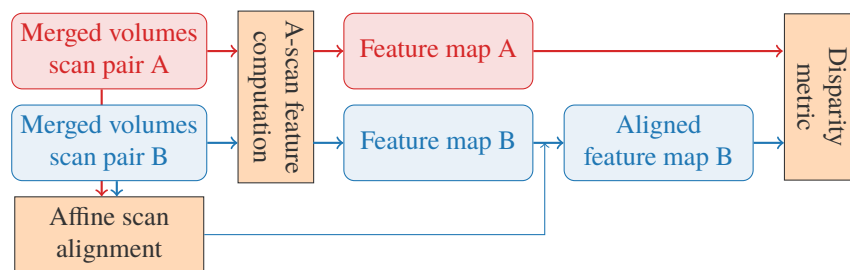 Merged volumes
scan pair A
A-scan feature
computation
Feature map A
Disparity
metric
Merged volumes
scan pair B
Feature map B
Aligned
feature map B
Affine scan
alignment